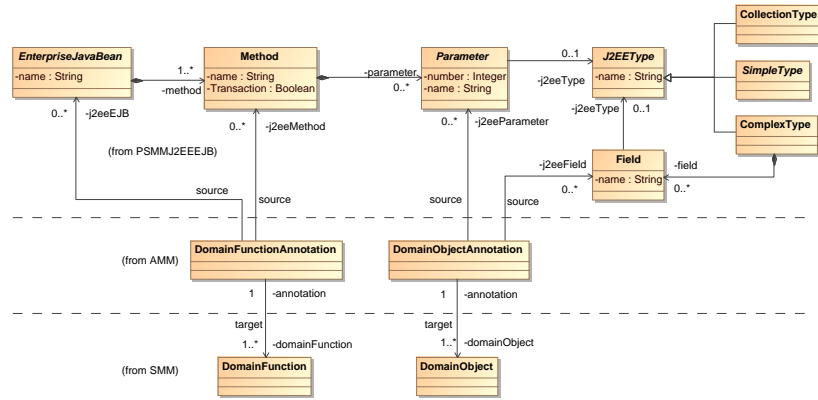 CollectionType
EnterpriseJavaBean
-name : String
1..*
-method
Method
-name : String
-Transaction : Boolean
-parameter
0..*
Parameter
-number : Integer
-name : String
0..1
-j2eeType
J2EEType
-name : String
SimpleType
ComplexType
0..*
-j2eeEJB
0..*
-j2eeMethod
0..*
-j2eeParameter
-j2eeType
0..1
(from PSMMJ2EEEJB)
-j2eeField
0..*
Field
-name : String
-field
0..*
source
source
source
source
(from AMM)
DomainFunctionAnnotation
DomainObjectAnnotation
1
-annotation
1
-annotation
target
target
1..*
-domainFunction
1..*
-domainObject
(from SMM)
DomainFunction
DomainObject